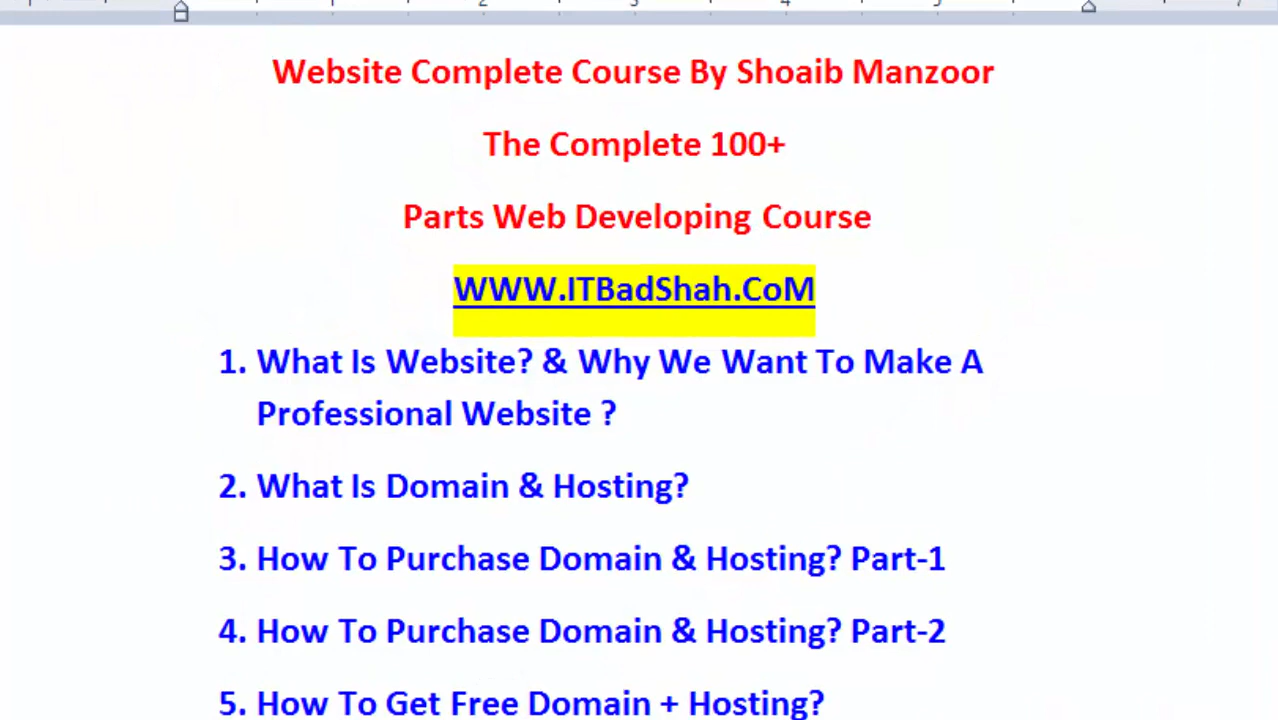 Website Complete Course By Shoaib Manzoor
The Complete 100+
Parts Web Developing Course
WWW.ITBadShah.CoM
1. What Is Website? & Why We Want To Make A
Professional Website ?
2. What Is Domain & Hosting?
3. How To Purchase Domain & Hosting? Part-1
4. How To Purchase Domain & Hosting? Part-2
5. How To Get Free Domain + Hosting?